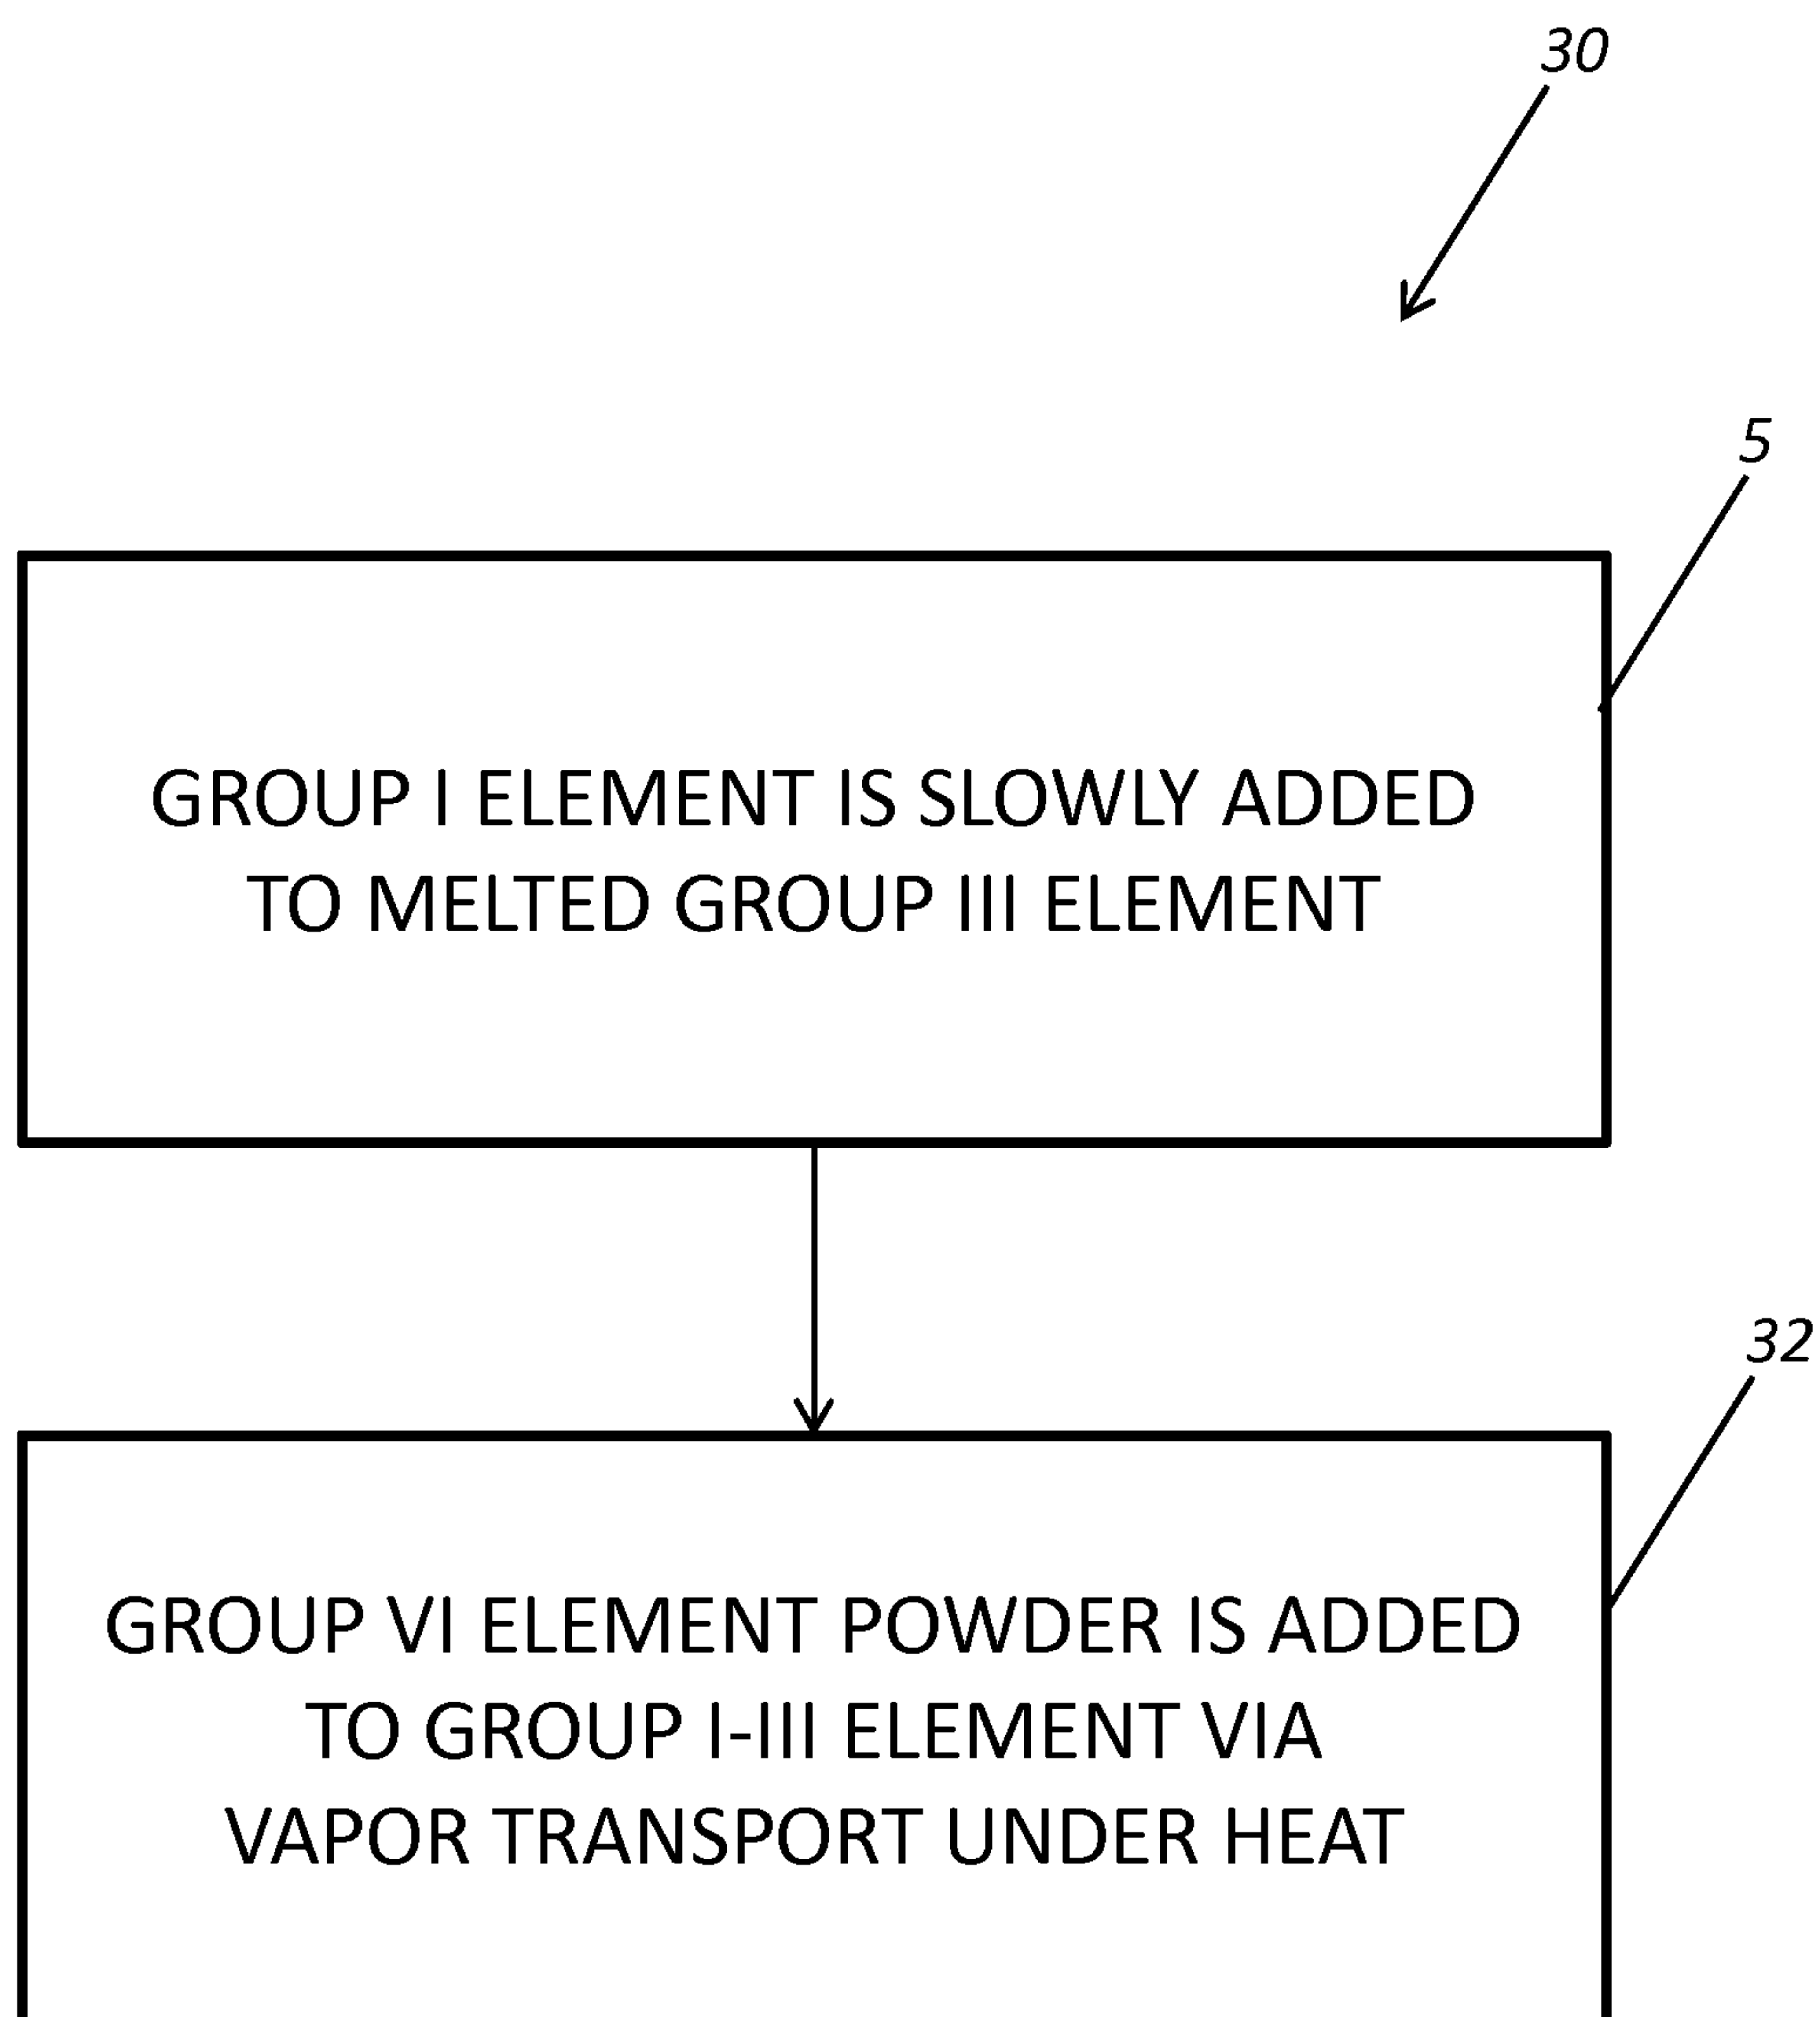 30
5
GROUP I ELEMENT IS SLOWLY ADDED
TO MELTED GROUP III ELEMENT
32
GROUP VI ELEMENT POWDER IS ADDED
TO GROUP I-III ELEMENT VIA
VAPOR TRANSPORT UNDER HEAT